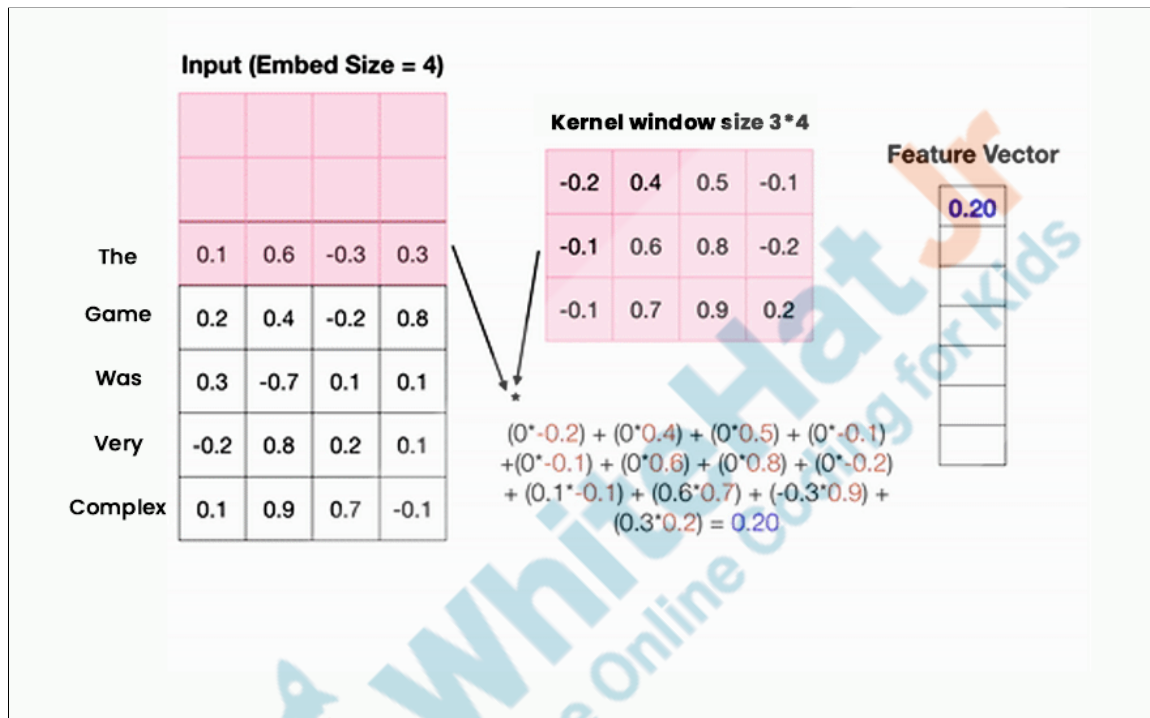 Input (Embed Size = 4)
Kernel window size 3*4
Feature Vector
-0.2 0.4 0.5 -0.1
0.20
The 0.1 0.6 -0.3 0.3
-0.1 0.6 0.8 -0.2
Game 0.2 0.4 -0.2 0.8
-0.1 0.7 0.9 0.2
Was 0.3 -0.7 0.1 0.1
*
Very -0.2 0.8 0.2 0.1
Complex 0.1 0.9 0.7 -0.1
(0*-0.2) + (0*0.4) + (0*0.5) + (0*-0.1)
+(0*-0.1) + (0*0.6) + (0*0.8) + (0*-0.2)
+ (0.1*-0.1) + (0.6*0.7) + (-0.3*0.9) +
(0.3*0.2) = 0.20
WhiteHat Jr
Online Coding for Kids